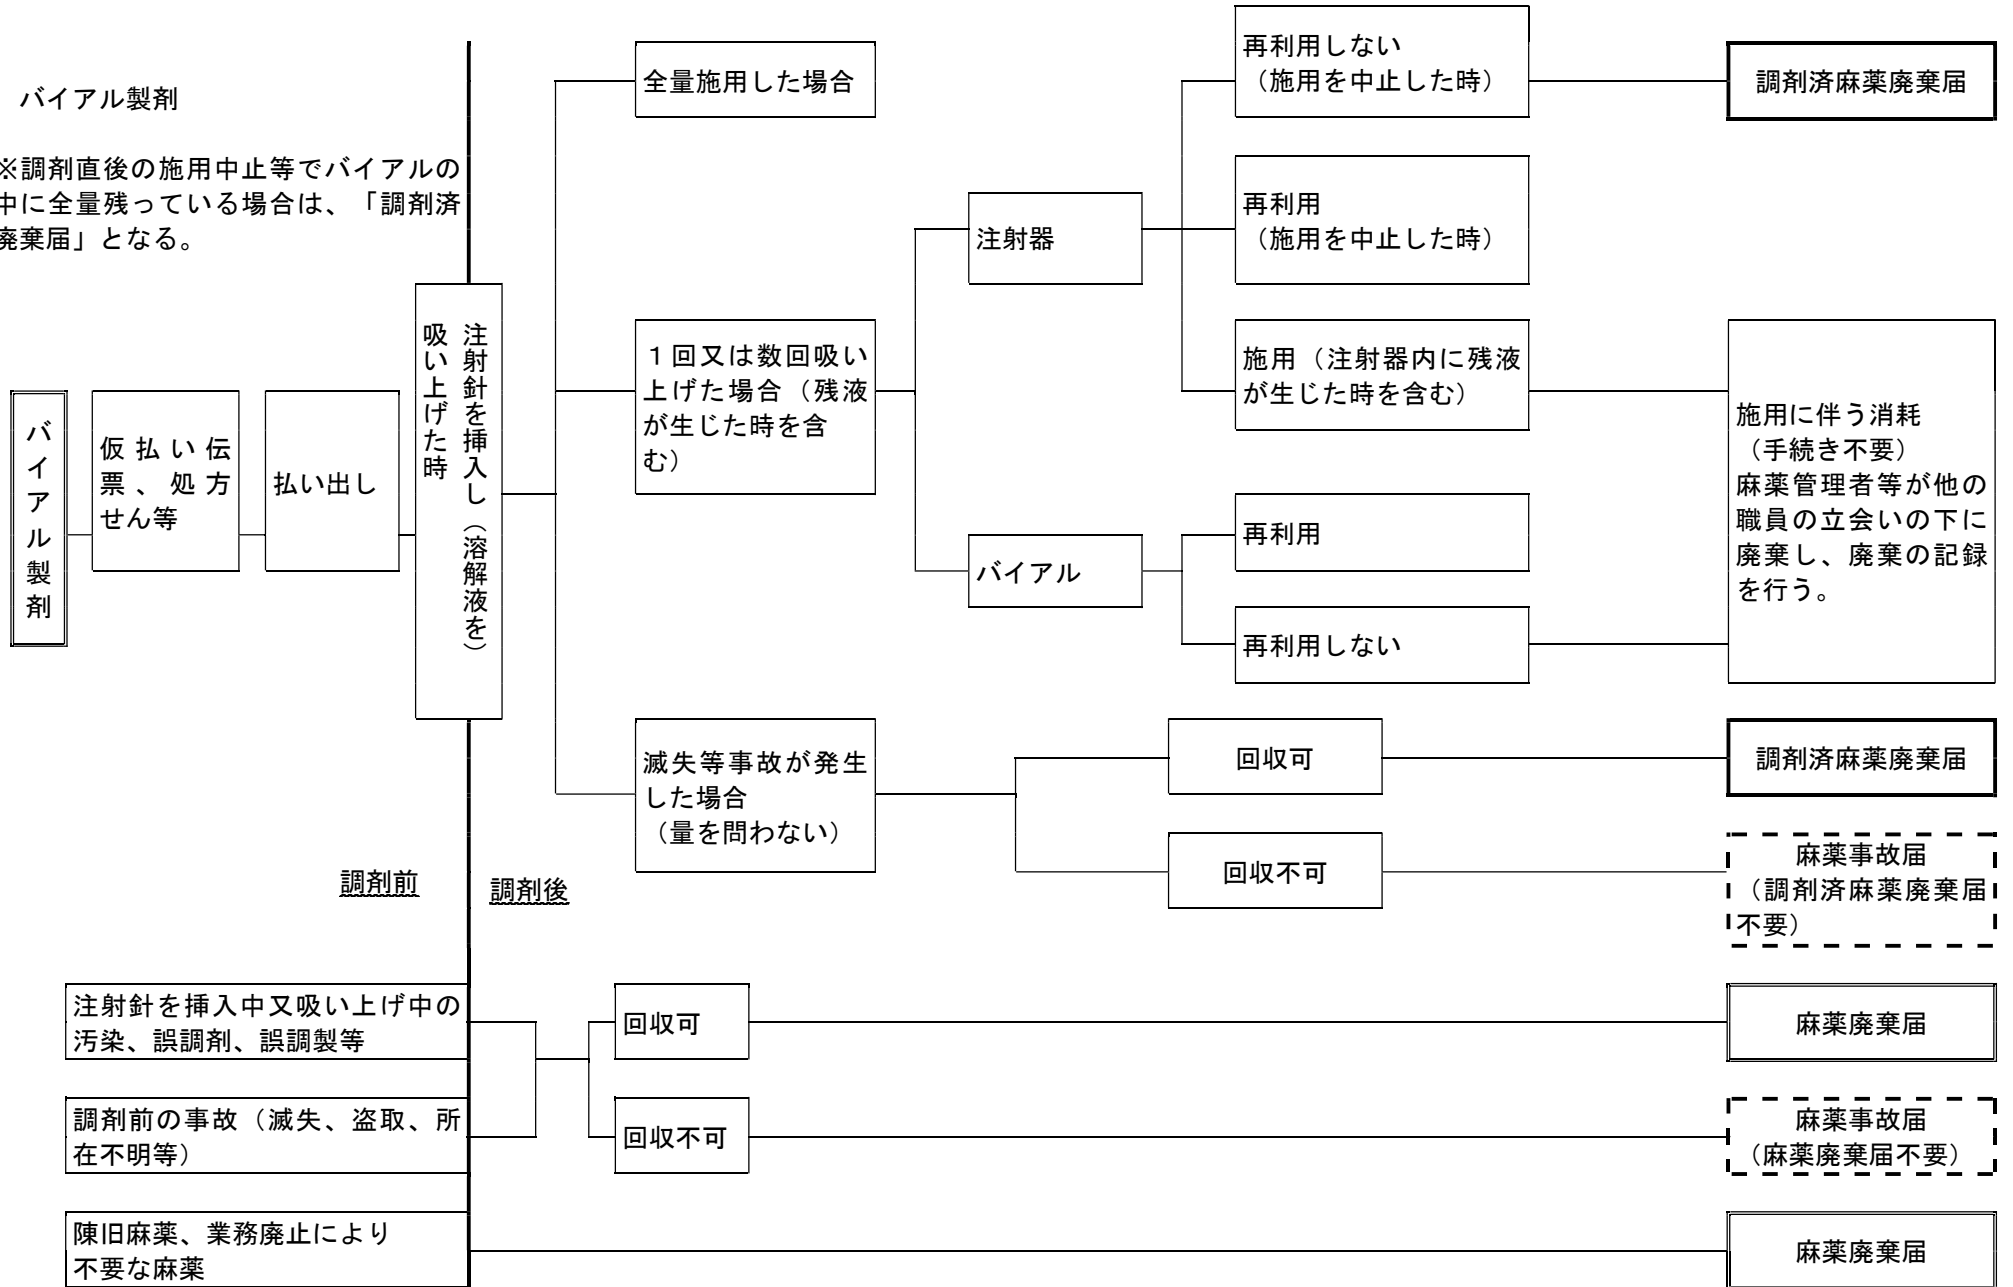 バイアル製剤
※調剤直後の施用中止等でバイアルの
中に全量残っている場合は、「調剤済
廃棄届」となる。
バイアル製剤
仮払い伝
票、処方
せん等
払い出し
注射針を挿入し（溶解液を）
吸い上げた時
全量施用した場合
１回又は数回吸い
上げた場合（残液
が生じた時を含
む）
注射器
バイアル
再利用しない
（施用を中止した時）
再利用
（施用を中止した時）
施用（注射器内に残液
が生じた時を含む）
再利用
再利用しない
調剤済麻薬廃棄届
施用に伴う消耗
（手続き不要）
麻薬管理者等が他の
職員の立会いの下に
廃棄し、廃棄の記録
を行う。
滅失等事故が発生
した場合
（量を問わない）
回収可
回収不可
調剤済麻薬廃棄届
麻薬事故届
（調剤済麻薬廃棄届
不要）
調剤前
調剤後
注射針を挿入中又吸い上げ中の
汚染、誤調剤、誤調製等
調剤前の事故（滅失、盗取、所
在不明等）
回収可
回収不可
麻薬廃棄届
麻薬事故届
（麻薬廃棄届不要）
陳旧麻薬、業務廃止により
不要な麻薬
麻薬廃棄届